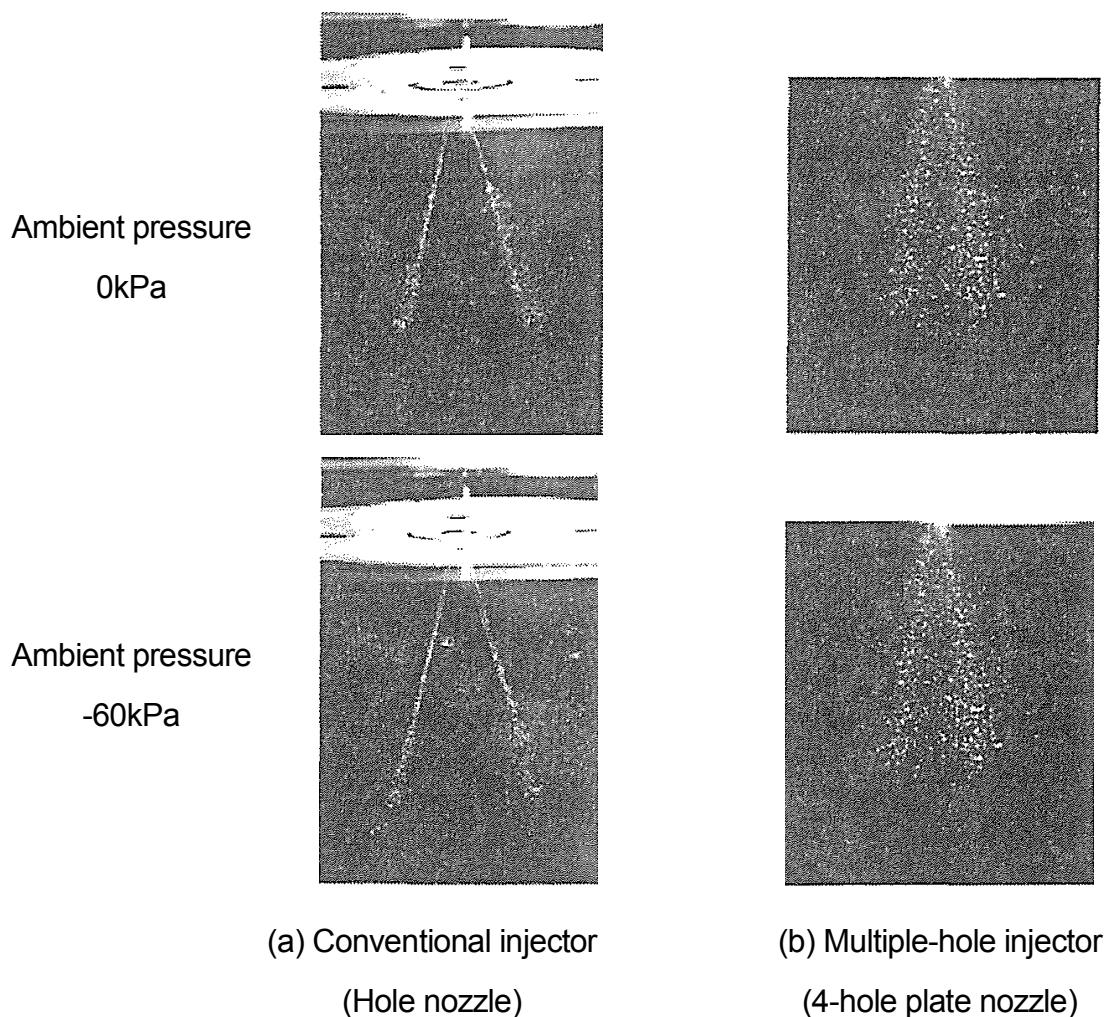 Ambient pressure
0kPa
Ambient pressure
-60kPa
(a) Conventional injector
(Hole nozzle)
(b) Multiple-hole injector
(4-hole plate nozzle)